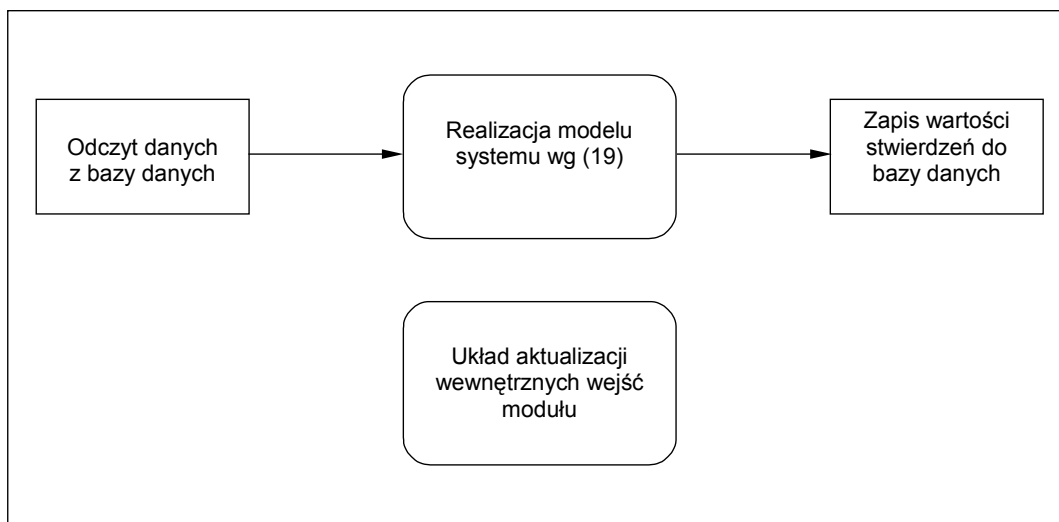 Odczyt danych
z bazy danych
Realizacja modelu
systemu wg (19)
Zapis wartości
stwierdzeń do
bazy danych
Układ aktualizacji
wewnętrznych wejść
modułu